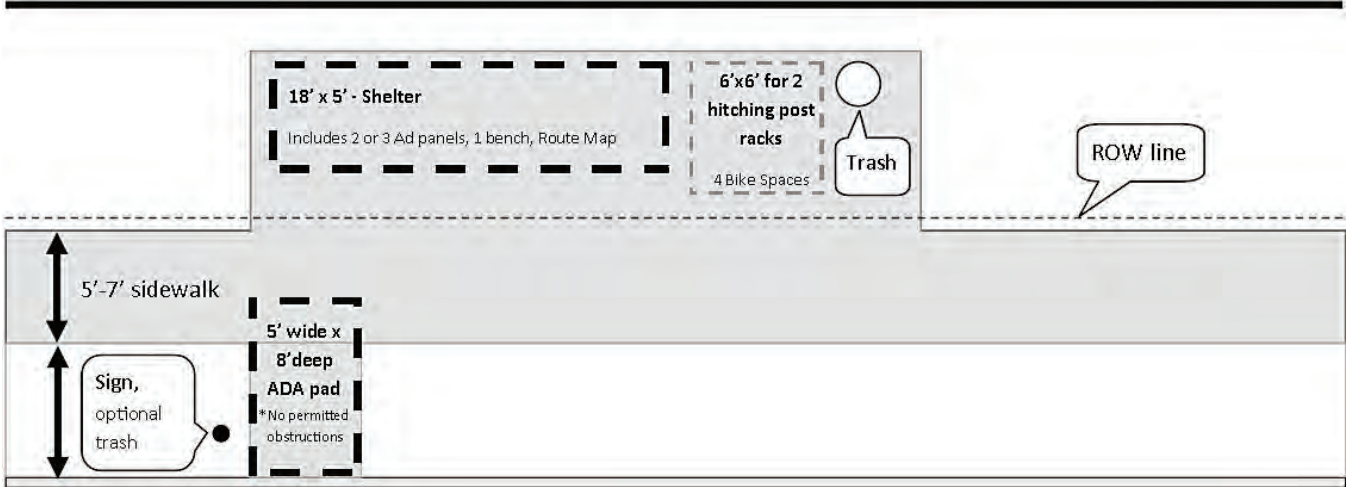 18’ x 5’ - Shelter
Includes 2 or 3 Ad panels, 1 bench, Route Map
6’x6’ for 2
hitching post
racks
4 Bike Spaces
Trash
ROW line
5’-7’ sidewalk
5’ wide x
8’deep
ADA pad
*No permitted
obstructions
Sign,
optional
trash